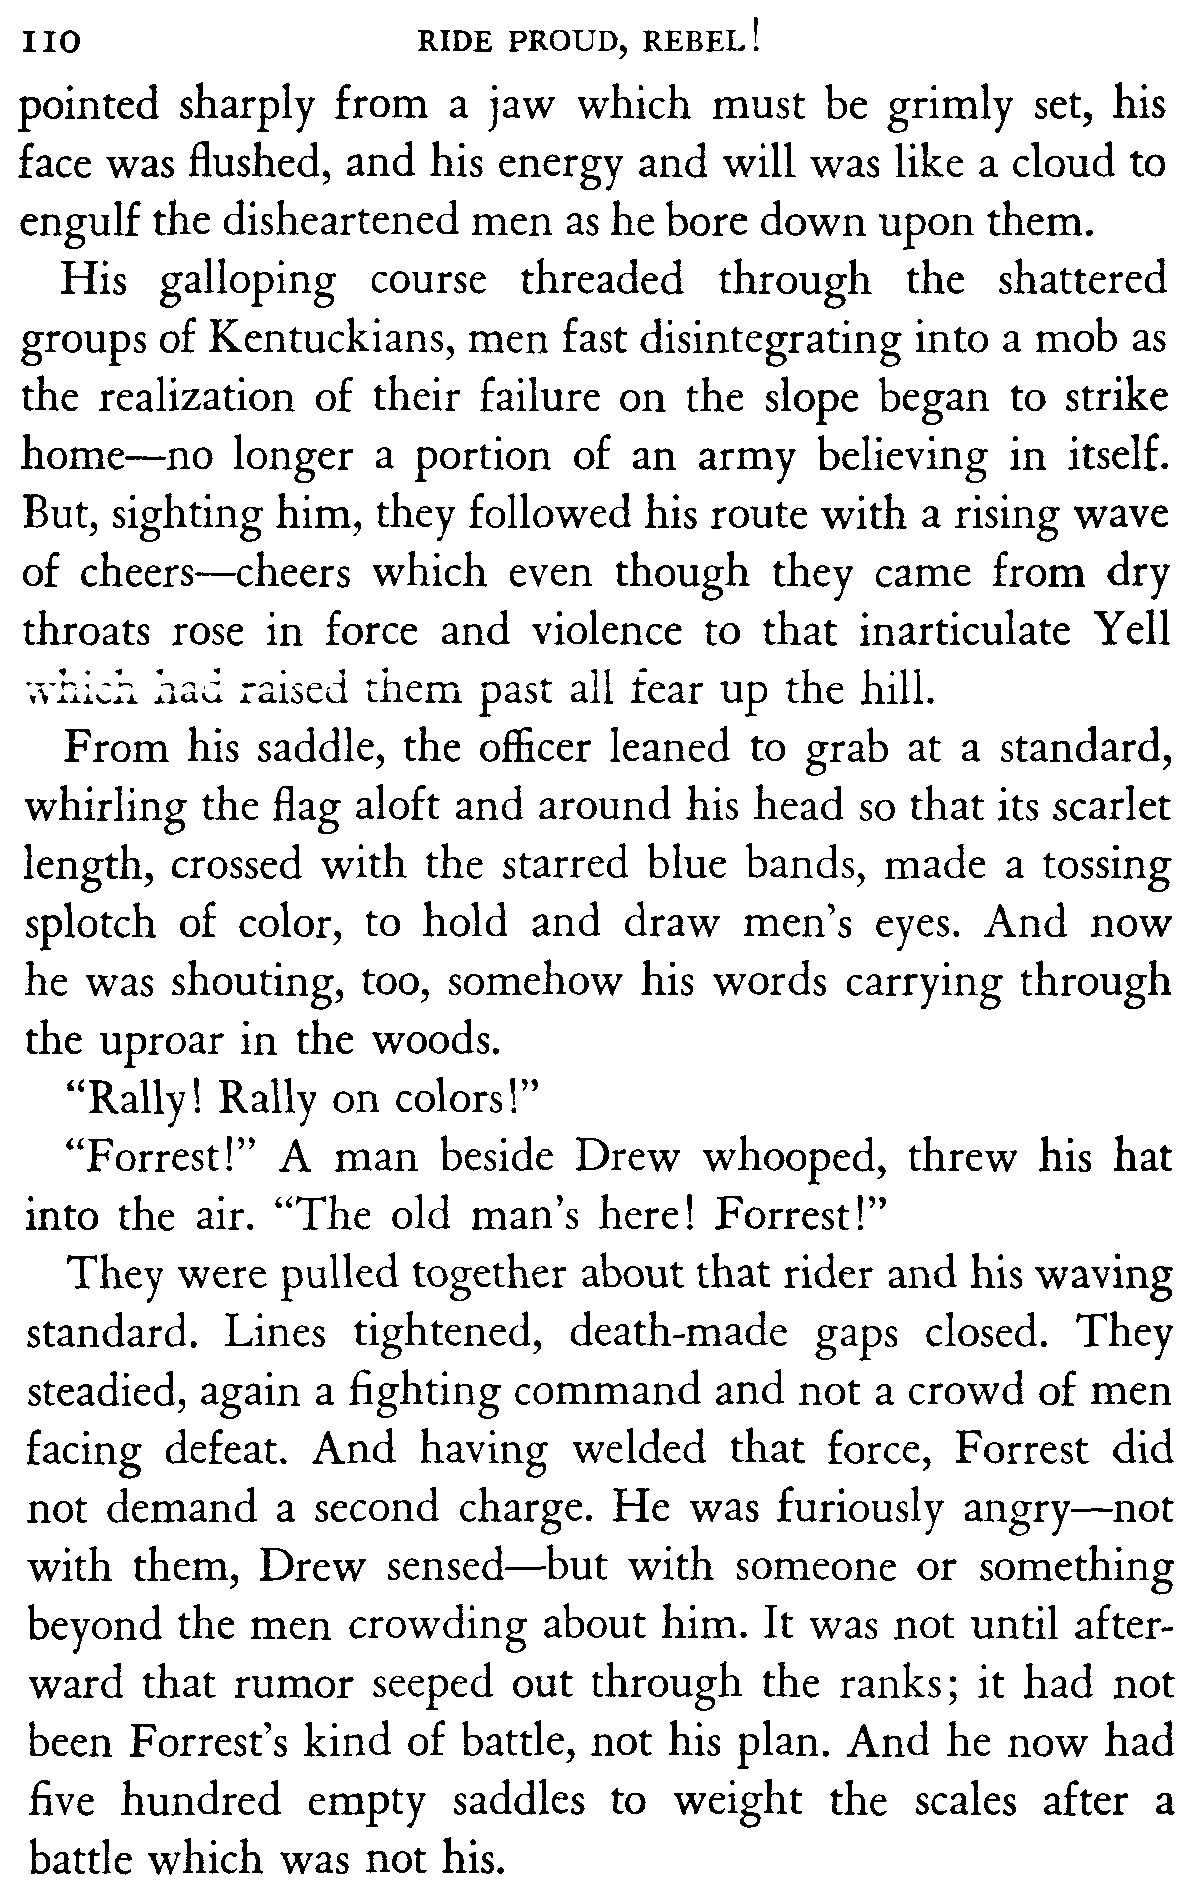 110 RIDE PROUD, REBEL!
pointed sharply from a jaw which must be grimly set, his
face was flushed, and his energy and will was like a cloud to
engulf the disheartened men as he bore down upon them.
His galloping course threaded through the shattered
groups of Kentuckians, men fast disintegrating into a mob as
the realization of their failure on the slope began to strike
home—no longer a portion of an army believing in itself.
But, sighting him, they followed his route with a rising wave
of cheers—cheers which even though they came from dry
throats rose in force and violence to that inarticulate Yell
which had raised them past all fear up the hill.
From his saddle, the officer leaned to grab at a standard,
whirling the flag aloft and around his head so that its scarlet
length, crossed with the starred blue bands, made a tossing
splotch of color, to hold and draw men's eyes. And now
he was shouting, too, somehow his words carrying through
the uproar in the woods.
“Rally! Rally on colors!”
“Forrest!” A man beside Drew whooped, threw his hat
into the air. “The old man's here! Forrest!”
They were pulled together about that rider and his waving
standard. Lines tightened, death-made gaps closed. They
steadied, again a fighting command and not a crowd of men
facing defeat. And having welded that force, Forrest did
not demand a second charge. He was furiously angry—not
with them, Drew sensed—but with someone or something
beyond the men crowding about him. It was not until after-
ward that rumor seeped out through the ranks; it had not
been Forrest's kind of battle, not his plan. And he now had
five hundred empty saddles to weight the scales after a
battle which was not his.